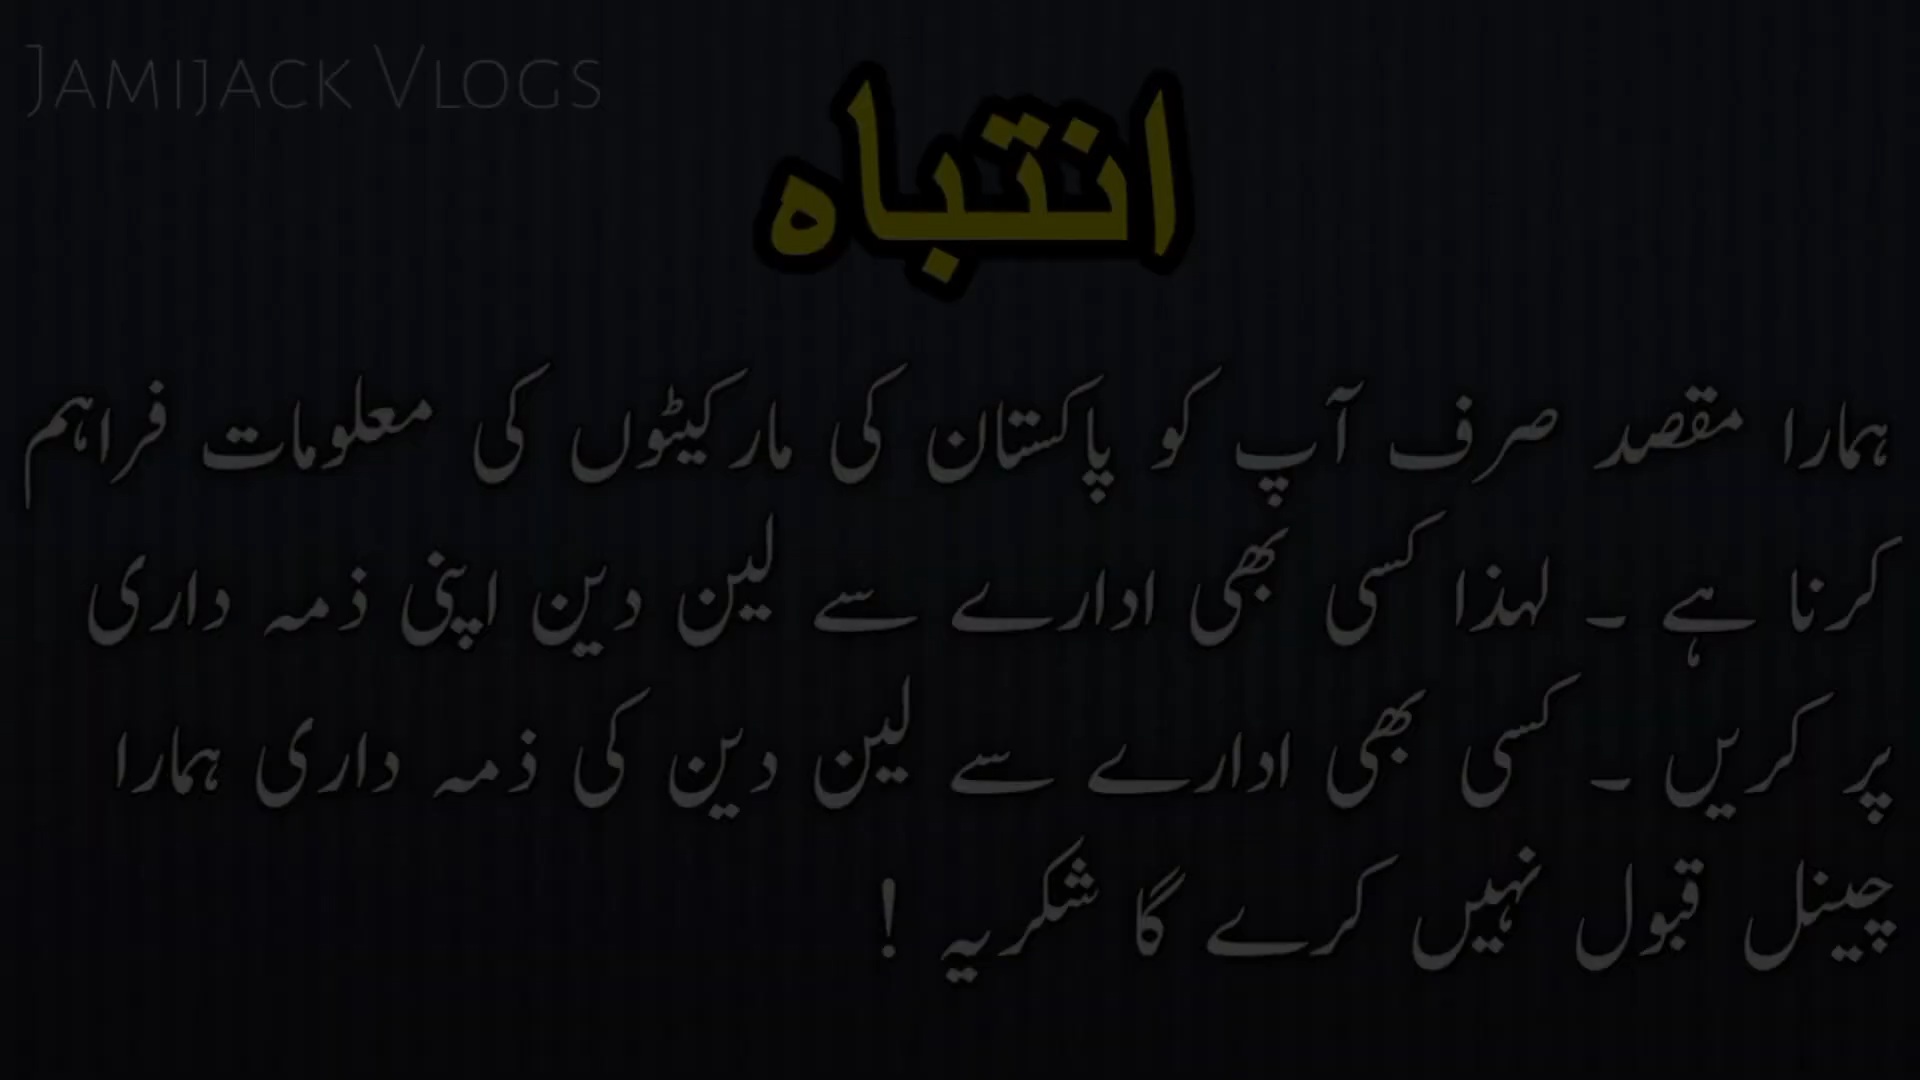 Jamijack Vlogs
انتباہ
ہمارا مقصد صرف آپ کو پاکستان کی مارکیٹوں کی معلومات فراہم
کرنا ہے ۔ لہذا کسی بھی ادارے سے لین دین اپنی ذمہ داری
پر کریں ۔ کسی بھی ادارے سے لین دین کی ذمہ داری ہمارا
چینل قبول نہیں کرے گا شکریہ !